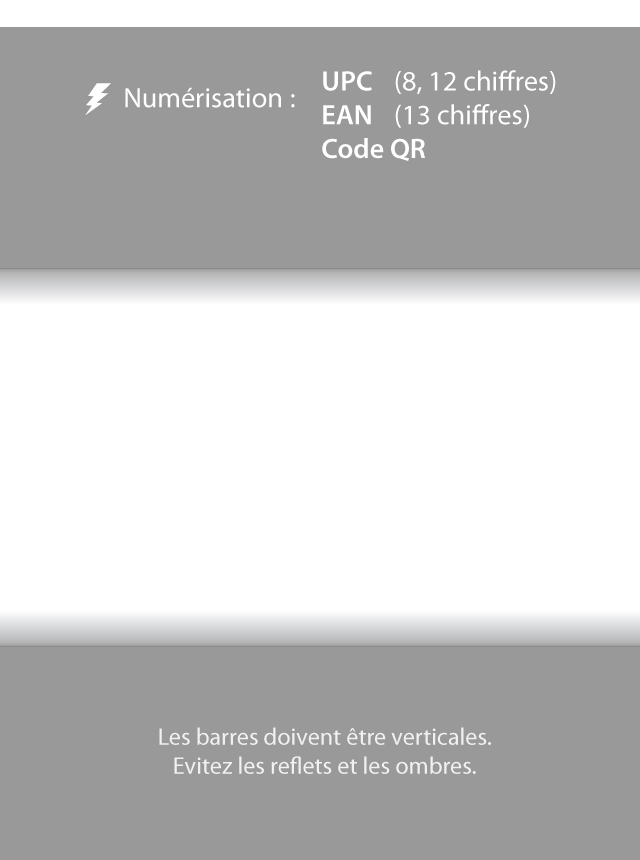 Numérisation : UPC (8, 12 chiffres)
EAN (13 chiffres)
Code QR
Les barres doivent être verticales.
Evitez les reflets et les ombres.